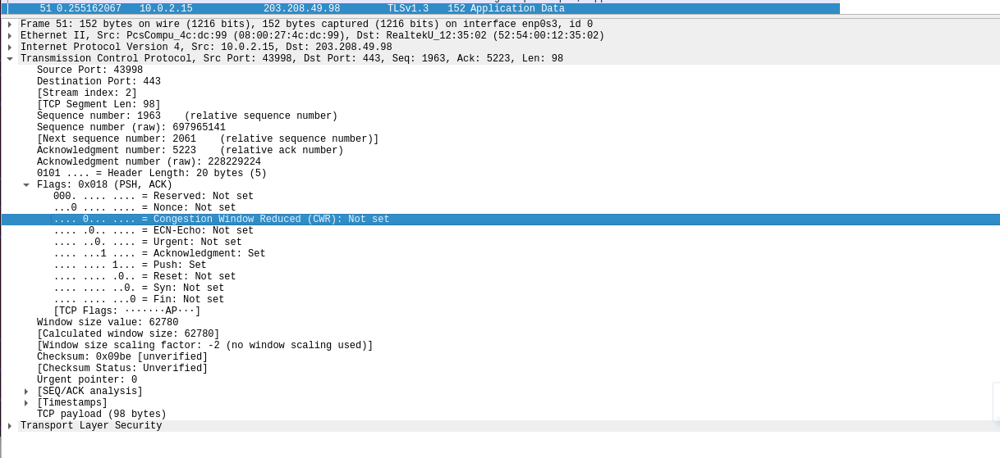 51 0.255162067 10.0.2.15 203.208.49.98 TLSv1.3 152 Application Data
Frame 51: 152 bytes on wire (1216 bits), 152 bytes captured (1216 bits) on interface enp0s3, id 0
Ethernet II, Src: PcsCompu_4c:dc:99 (08:00:27:4c:dc:99), Dst: RealtekU_12:35:02 (52:54:00:12:35:02)
Internet Protocol Version 4, Src: 10.0.2.15, Dst: 203.208.49.98
Transmission Control Protocol, Src Port: 43998, Dst Port: 443, Seq: 1963, Ack: 5223, Len: 98
Source Port: 43998
Destination Port: 443
[Stream index: 2]
[TCP Segment Len: 98]
Sequence number: 1963 (relative sequence number)
Sequence number (raw): 697965141
[Next sequence number: 2061 (relative sequence number)]
Acknowledgment number: 5223 (relative ack number)
Acknowledgment number (raw): 228229224
0101 .... = Header Length: 20 bytes (5)
Flags: 0x018 (PSH, ACK)
000. .... .... = Reserved: Not set
...0 .... .... = Nonce: Not set
.... 0... .... = Congestion Window Reduced (CWR): Not set
.... .0.. .... = ECN-Echo: Not set
.... ..0. .... = Urgent: Not set
.... ...1 .... = Acknowledgment: Set
.... .... 1... = Push: Set
.... .... .0.. = Reset: Not set
.... .... ..0. = Syn: Not set
.... .... ...0 = Fin: Not set
[TCP Flags: ·······AP···]
Window size value: 62780
[Calculated window size: 62780]
[Window size scaling factor: -2 (no window scaling used)]
Checksum: 0x09be [unverified]
[Checksum Status: Unverified]
Urgent pointer: 0
[SEQ/ACK analysis]
[Timestamps]
TCP payload (98 bytes)
Transport Layer Security